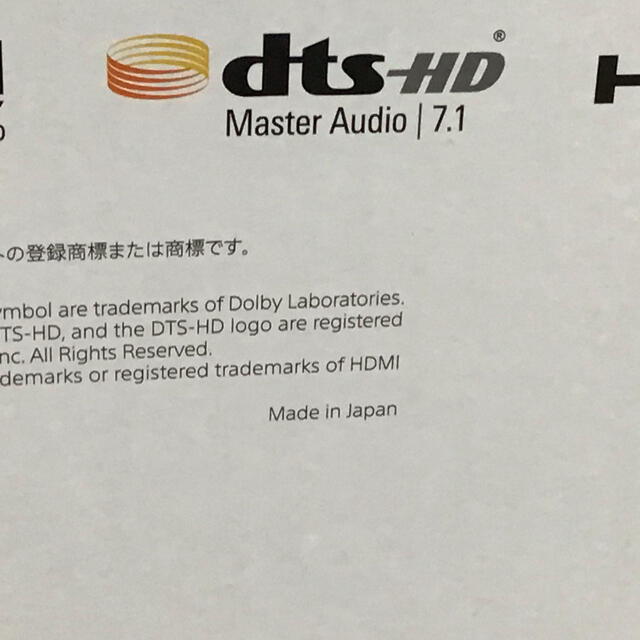 dts-HD®
Master Audio | 7.1
の登録商標または商標です。
ymbol are trademarks of Dolby Laboratories.
TS-HD, and the DTS-HD logo are registered
nc. All Rights Reserved.
demarks or registered trademarks of HDMI
Made in Japan